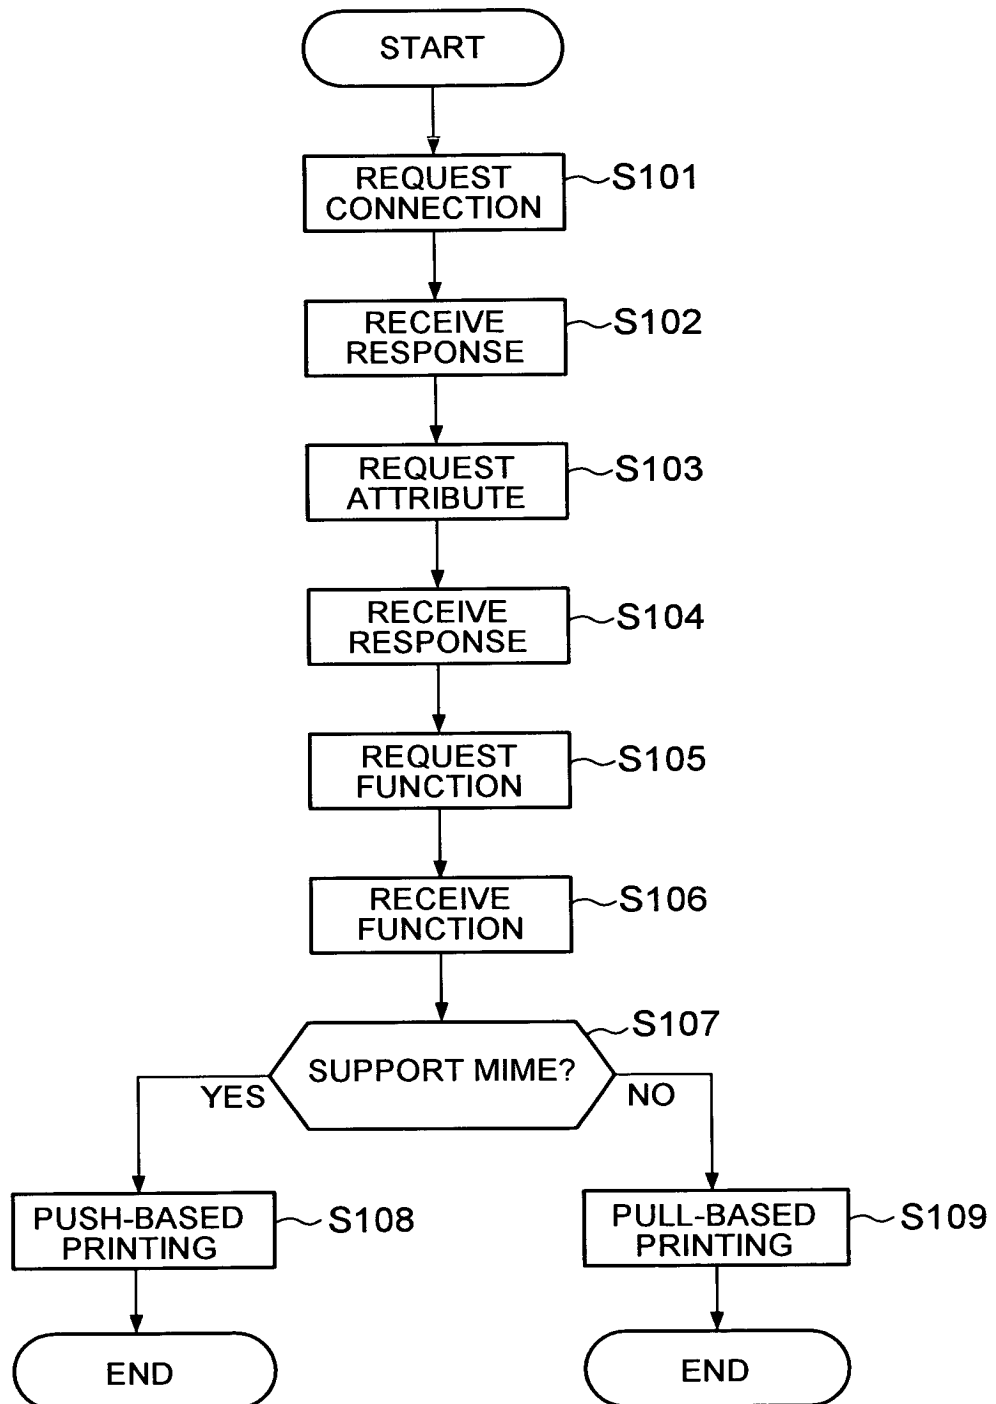 START
REQUEST
CONNECTION
S101
RECEIVE
RESPONSE
S102
REQUEST
ATTRIBUTE
S103
RECEIVE
RESPONSE
S104
REQUEST
FUNCTION
S105
RECEIVE
FUNCTION
S106
SUPPORT MIME?
S107
YES
NO
PUSH-BASED
PRINTING
S108
PULL-BASED
PRINTING
S109
END
END